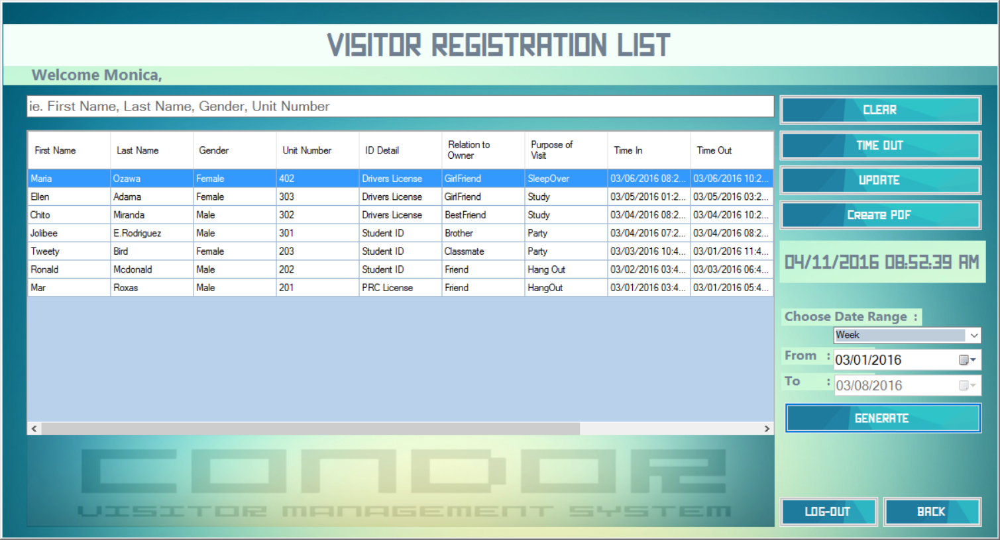 VISITOR REGISTRATION LIST
Welcome Monica,
ie. First Name, Last Name, Gender, Unit Number
First Name Last Name Gender Unit Number ID Detail Relation to Owner Purpose of Visit Time In Time Out
Maria Ozawa Female 402 Drivers License GirlFriend SleepOver 03/06/2016 08:2... 03/06/2016 10:2...
Ellen Adama Female 303 Drivers License GirlFriend Study 03/05/2016 01:2... 03/05/2016 03:2...
Chito Miranda Male 302 Drivers License BestFriend Study 03/04/2016 08:2... 03/04/2016 10:2...
Jolibee E.Rodriguez Male 301 Student ID Brother Party 03/04/2016 07:2... 03/04/2016 08:2...
Tweety Bird Female 203 Student ID Classmate Party 03/03/2016 10:4... 03/01/2016 11:4...
Ronald Mcdonald Male 202 Student ID Friend Hang Out 03/02/2016 03:4... 03/03/2016 06:4...
Mar Roxas Male 201 PRC License Friend HangOut 03/01/2016 03:4... 03/01/2016 05:4...
CONDOR
VISITOR MANAGEMENT SYSTEM
CLEAR
TIME OUT
UPDATE
Create PDF
04/11/2016 08:52:39 AM
Choose Date Range :
Week
From : 03/01/2016
To : 03/08/2016
GENERATE
LOG-OUT BACK